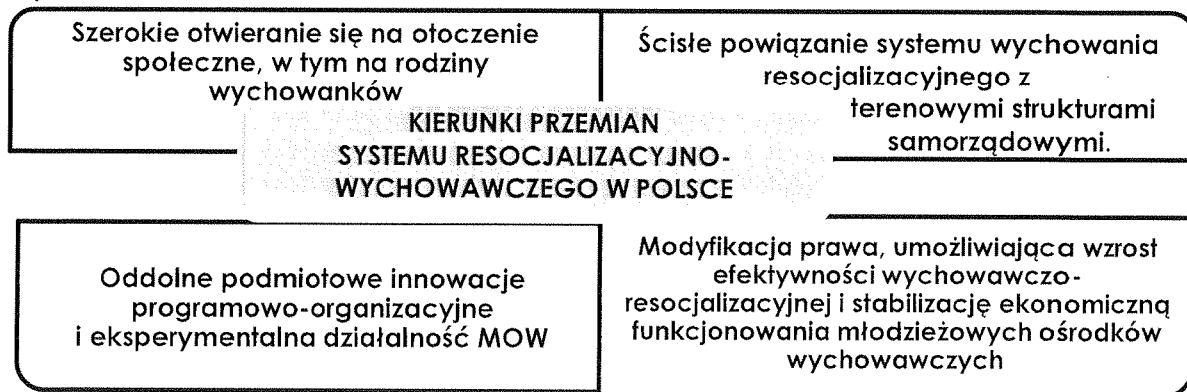 Szerokie otwieranie się na otoczenie
społeczne, w tym na rodziny
wychowanków
Ścisłe powiązanie systemu wychowania
resocjalizacyjnego z
terenowymi strukturami
samorządowymi.
KIERUNKI PRZEMIAN
SYSTEMU RESOCJALIZACYJNO-
WYCHOWAWCZEGO W POLSCE
Oddolne podmiotowe innowacje
programowo-organizacyjne
i eksperymentalna działalność MOW
Modyfikacja prawa, umożliwiająca wzrost
efektywności wychowawczo-
resocjalizacyjnej i stabilizację ekonomiczną
funkcjonowania młodzieżowych ośrodków
wychowawczych